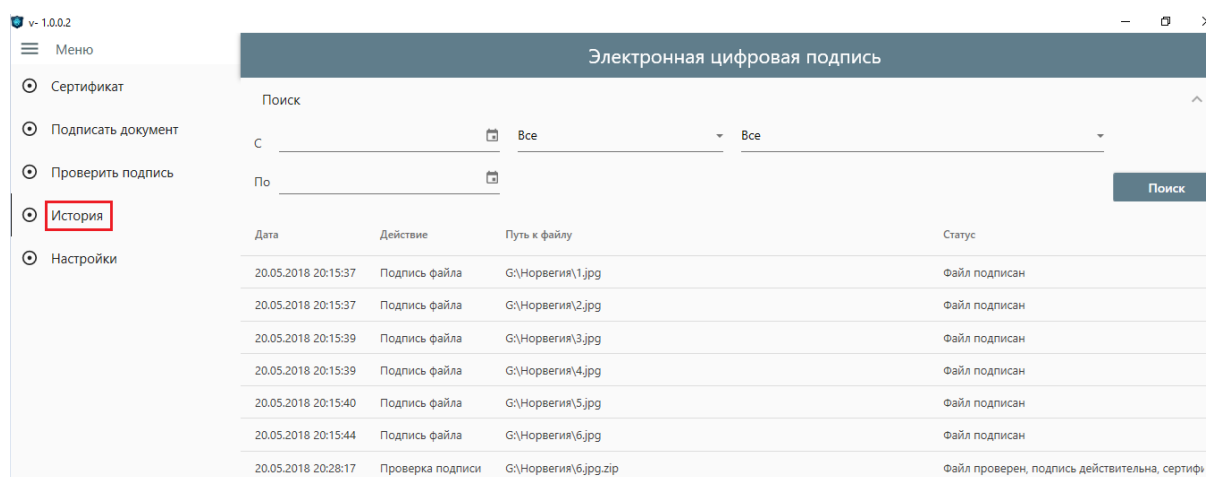 v- 1.0.0.2
Меню
Электронная цифровая подпись
Сертификат
Подписать документ
Проверить подпись
История
Настройки
Поиск
С Все Все
По
Поиск
Дата Действие Путь к файлу Статус
20.05.2018 20:15:37 Подпись файла G:\Норвегия\1.jpg Файл подписан
20.05.2018 20:15:37 Подпись файла G:\Норвегия\2.jpg Файл подписан
20.05.2018 20:15:39 Подпись файла G:\Норвегия\3.jpg Файл подписан
20.05.2018 20:15:39 Подпись файла G:\Норвегия\4.jpg Файл подписан
20.05.2018 20:15:40 Подпись файла G:\Норвегия\5.jpg Файл подписан
20.05.2018 20:15:44 Подпись файла G:\Норвегия\6.jpg Файл подписан
20.05.2018 20:28:17 Проверка подписи G:\Норвегия\6.jpg.zip Файл проверен, подпись действительна,